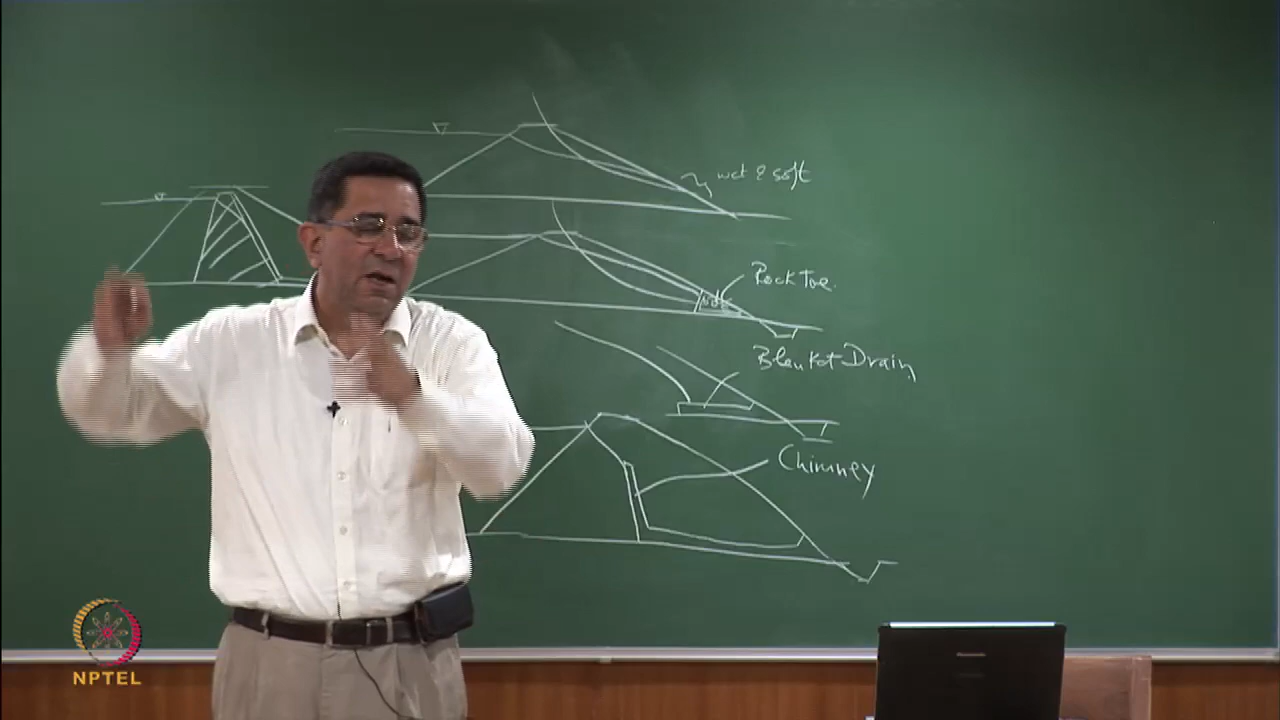 wet & soft
Rock Toe.
Blanket Drain
Chimney
NPTEL